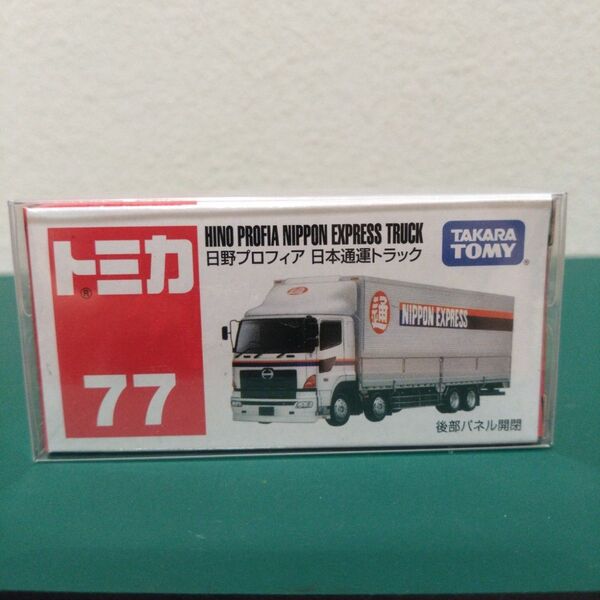 トミカ
®
77
HINO PROFIA NIPPON EXPRESS TRUCK
日野プロフィア 日本通運トラック
TAKARA
TOMY
®
通
通 NIPPON EXPRESS
後部パネル開閉